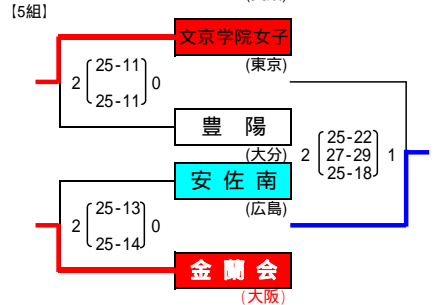 【5組】
文京学院女子
(東京)
25-11
2 0
25-11
豊陽
(大分)
25-22
2 27-29 1
25-18
安佐南
(広島)
25-13
2 0
25-14
金蘭会
(大阪)